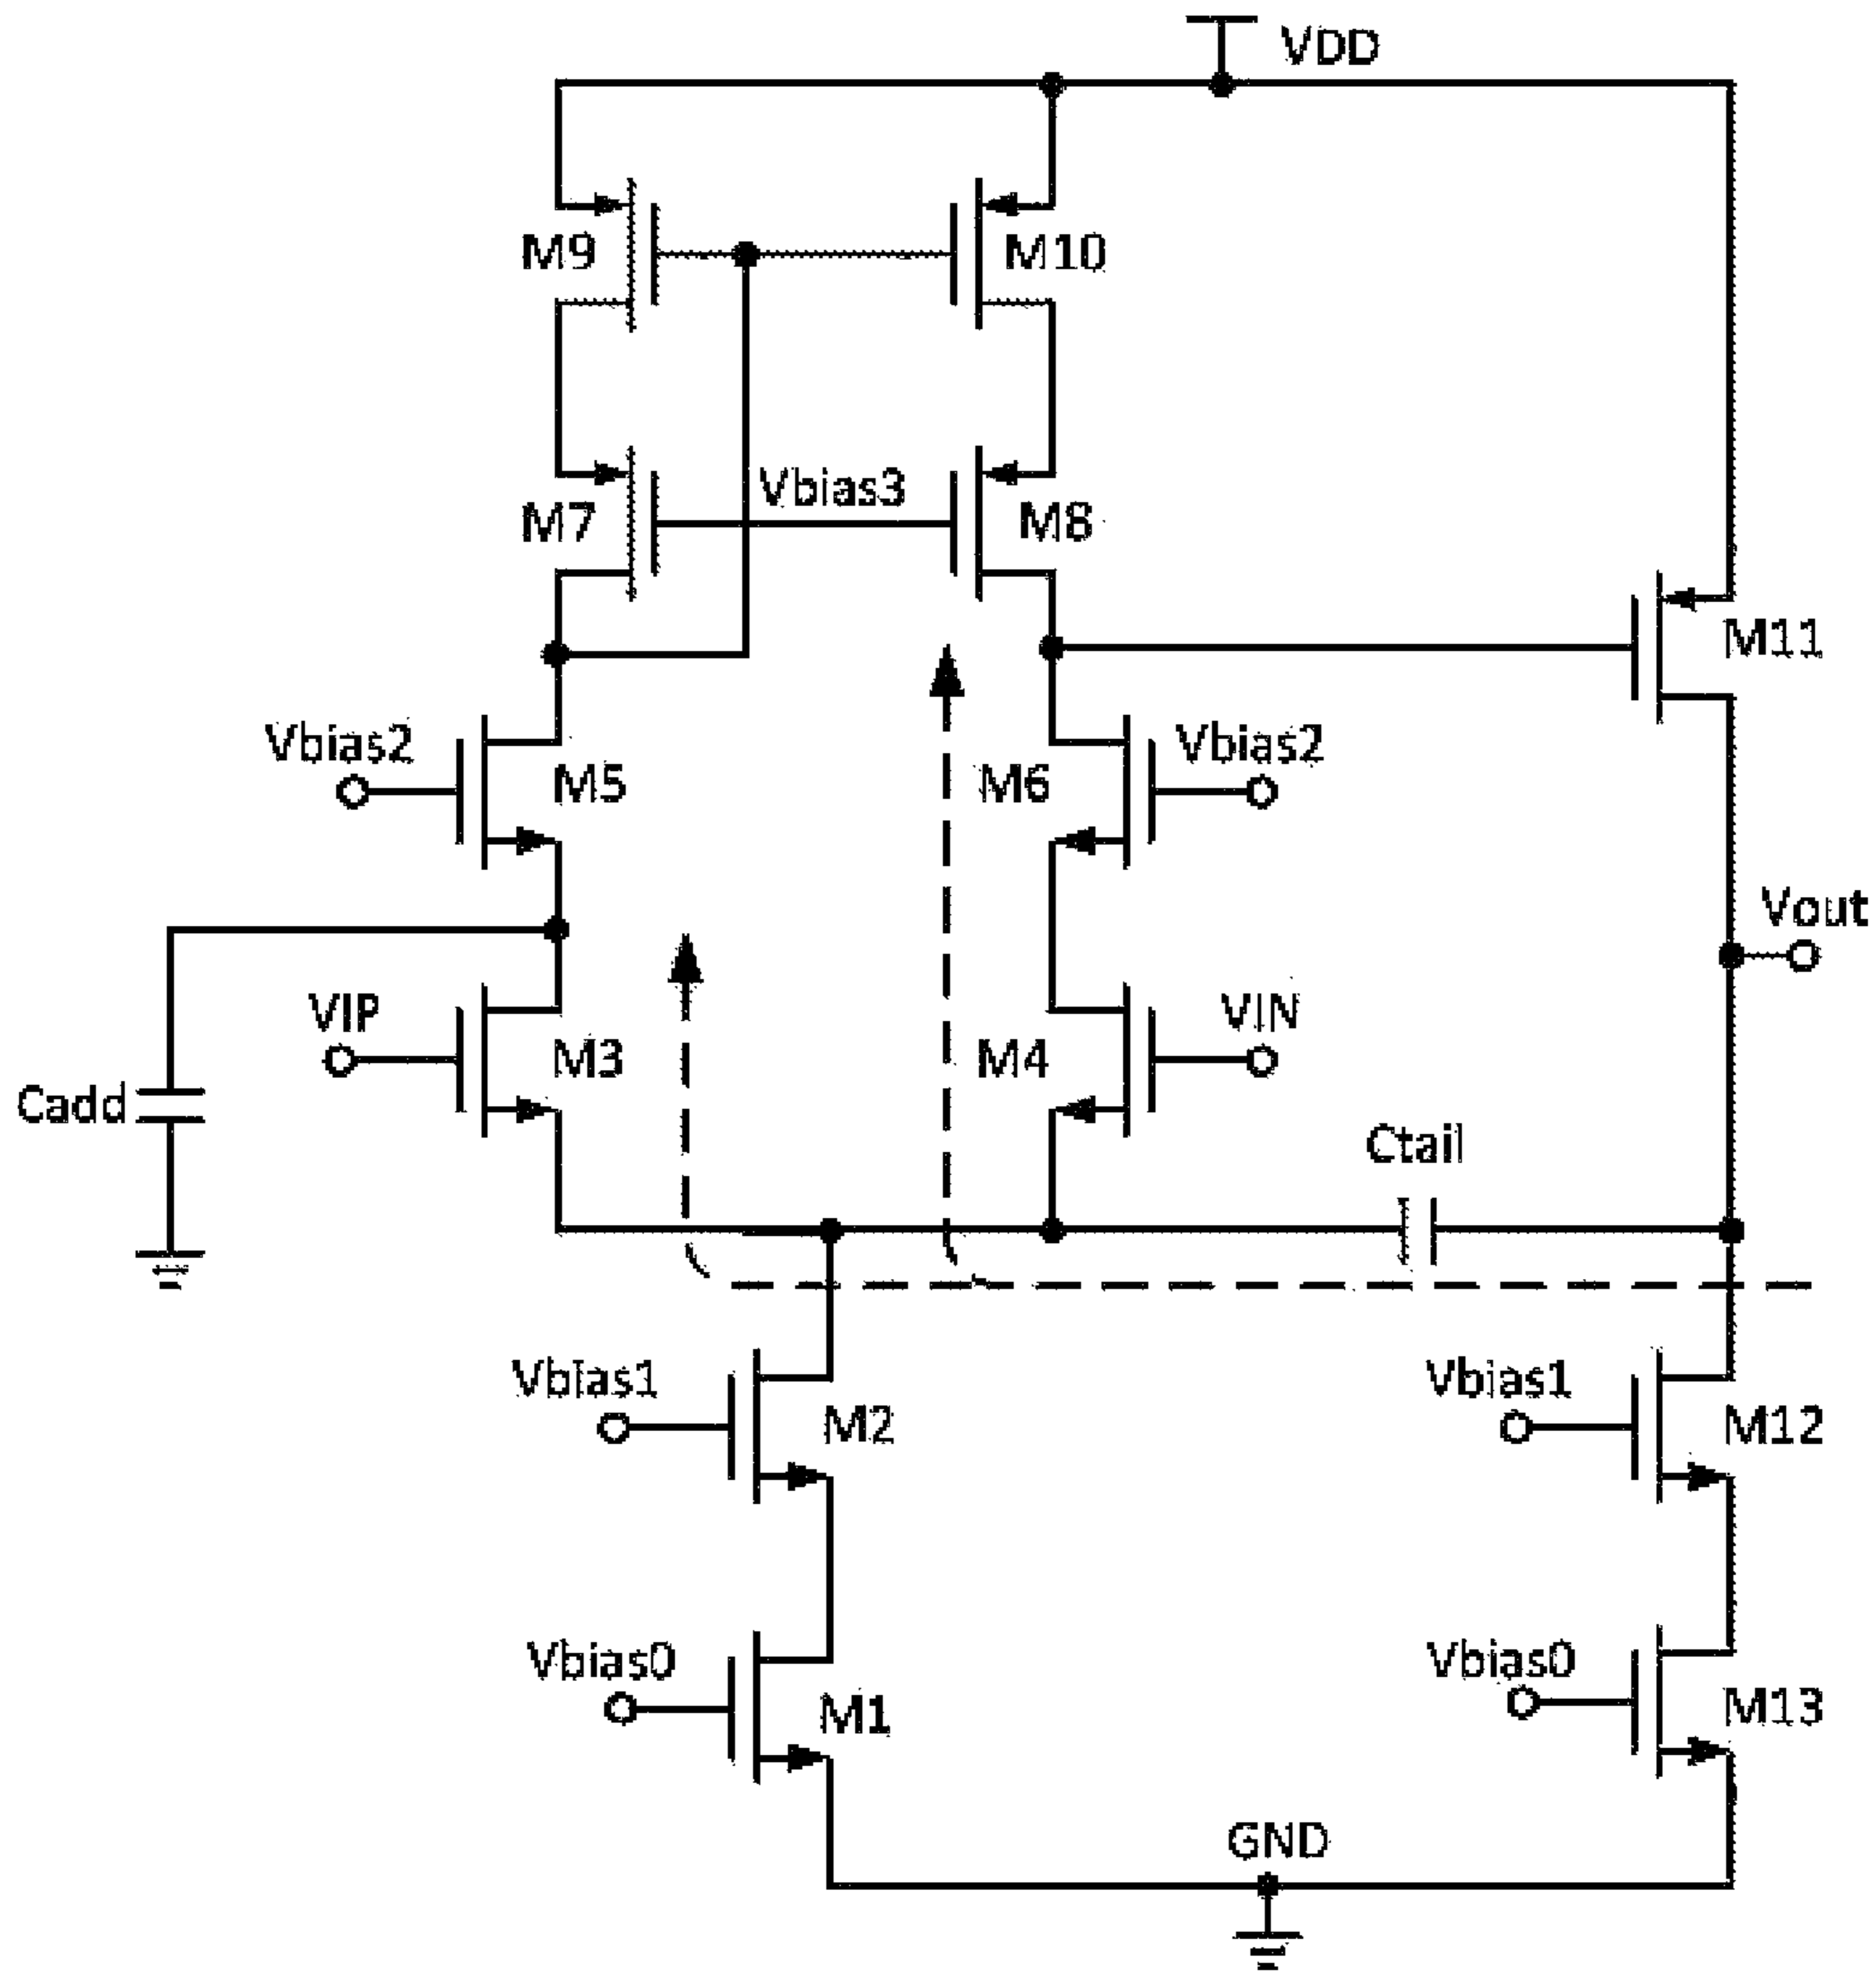 VDD
M9
M10
M7
Vbias3
M8
M11
Vbias2
M5
M6
Vbias2
Vout
VIP
M3
M4
VIN
Cadd
Ctail
Vbias1
M2
Vbias1
M12
Vbias0
M1
Vbias0
M13
GND